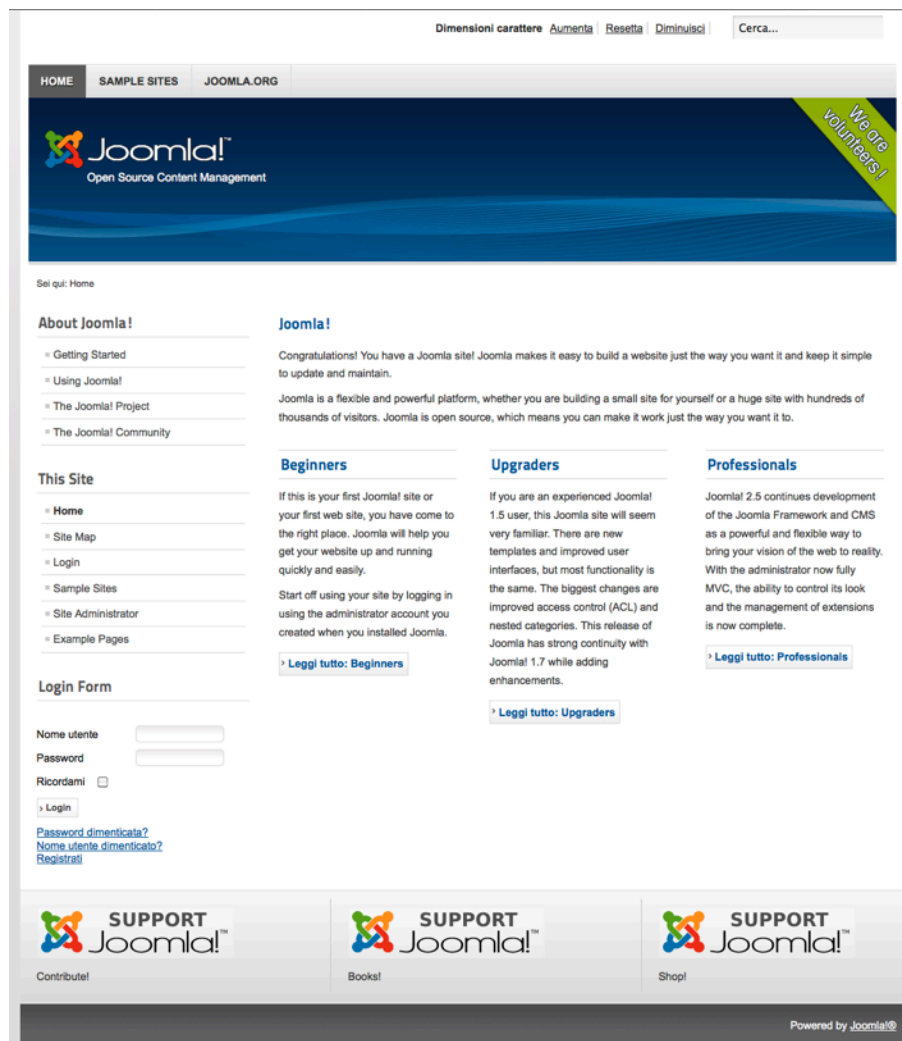 Dimensioni carattere Aumenta Resetta Diminuisci Cerca...
HOME SAMPLE SITES JOOMLA.ORG
We are
volunteers!
Joomla!™
Open Source Content Management
Sei qui: Home
About Joomla!
Getting Started
Using Joomla!
The Joomla! Project
The Joomla! Community
This Site
Home
Site Map
Login
Sample Sites
Site Administrator
Example Pages
Login Form
Nome utente
Password
Ricordami
Login
Password dimenticata?
Nome utente dimenticato?
Registrati
Joomla!
Congratulations! You have a Joomla site! Joomla makes it easy to build a website just the way you want it and keep it simple
to update and maintain.
Joomla is a flexible and powerful platform, whether you are building a small site for yourself or a huge site with hundreds of
thousands of visitors. Joomla is open source, which means you can make it work just the way you want it to.
Beginners
If this is your first Joomla! site or
your first web site, you have come to
the right place. Joomla will help you
get your website up and running
quickly and easily.
Start off using your site by logging in
using the administrator account you
created when you installed Joomla.
Leggi tutto: Beginners
Upgraders
If you are an experienced Joomla!
1.5 user, this Joomla site will seem
very familiar. There are new
templates and improved user
interfaces, but most functionality is
the same. The biggest changes are
improved access control (ACL) and
nested categories. This release of
Joomla has strong continuity with
Joomla! 1.7 while adding
enhancements.
Leggi tutto: Upgraders
Professionals
Joomla! 2.5 continues development
of the Joomla Framework and CMS
as a powerful and flexible way to
bring your vision of the web to reality.
With the administrator now fully
MVC, the ability to control its look
and the management of extensions
is now complete.
Leggi tutto: Professionals
SUPPORT
Joomla!™
Contribute!
SUPPORT
Joomla!™
Books!
SUPPORT
Joomla!™
Shop!
Powered by Joomla!®